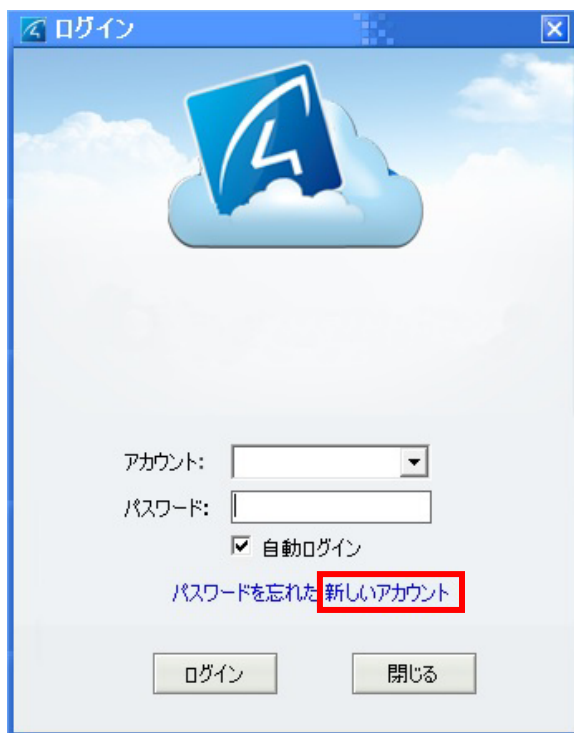 ログイン
アカウント:
パスワード:
自動ログイン
パスワードを忘れた 新しいアカウント
ログイン 閉じる